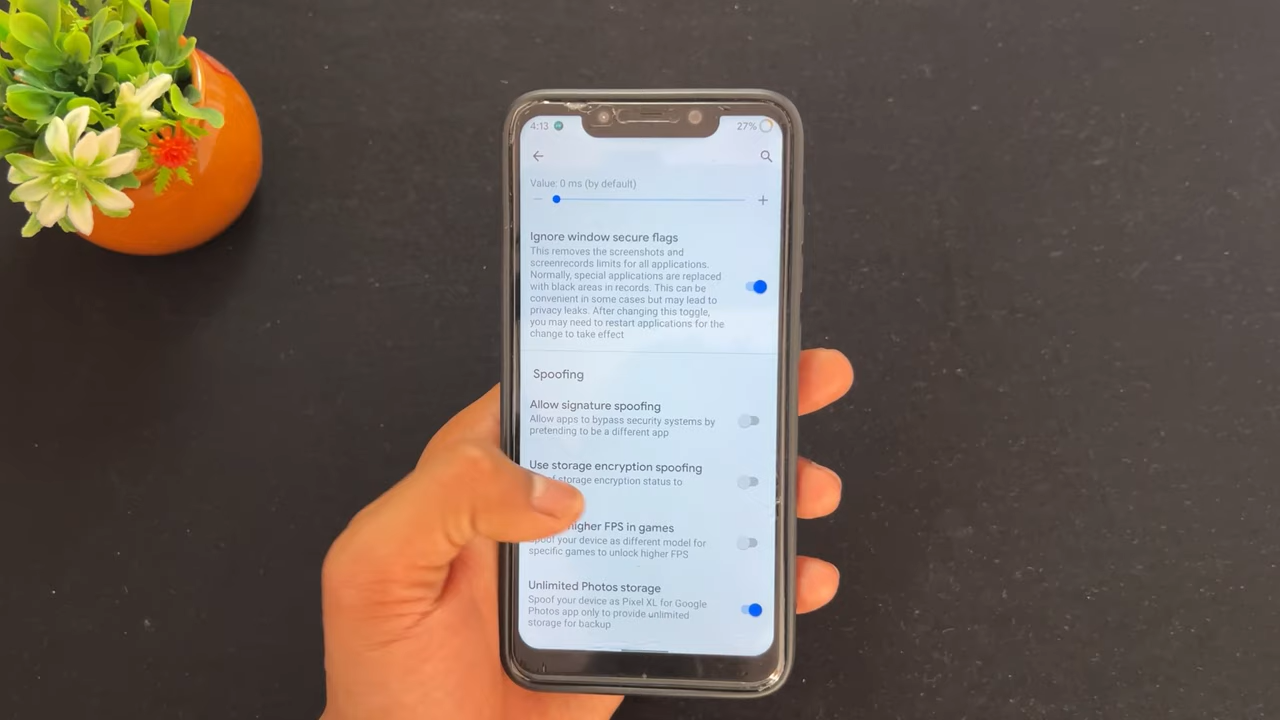 4:13
27%
Value: 0 ms (by default)
Ignore window secure flags
This removes the screenshots and
screenrecords limits for all applications.
Normally, special applications are replaced
with black areas in records. This can be
convenient in some cases but may lead to
privacy leaks. After changing this toggle,
you may need to restart applications for the
change to take effect
Spoofing
Allow signature spoofing
Allow apps to bypass security systems by
pretending to be a different app
Use storage encryption spoofing
storage encryption status to
higher FPS in games
Spoof your device as different model for
specific games to unlock higher FPS
Unlimited Photos storage
Spoof your device as Pixel XL for Google
Photos app only to provide unlimited
storage for backup